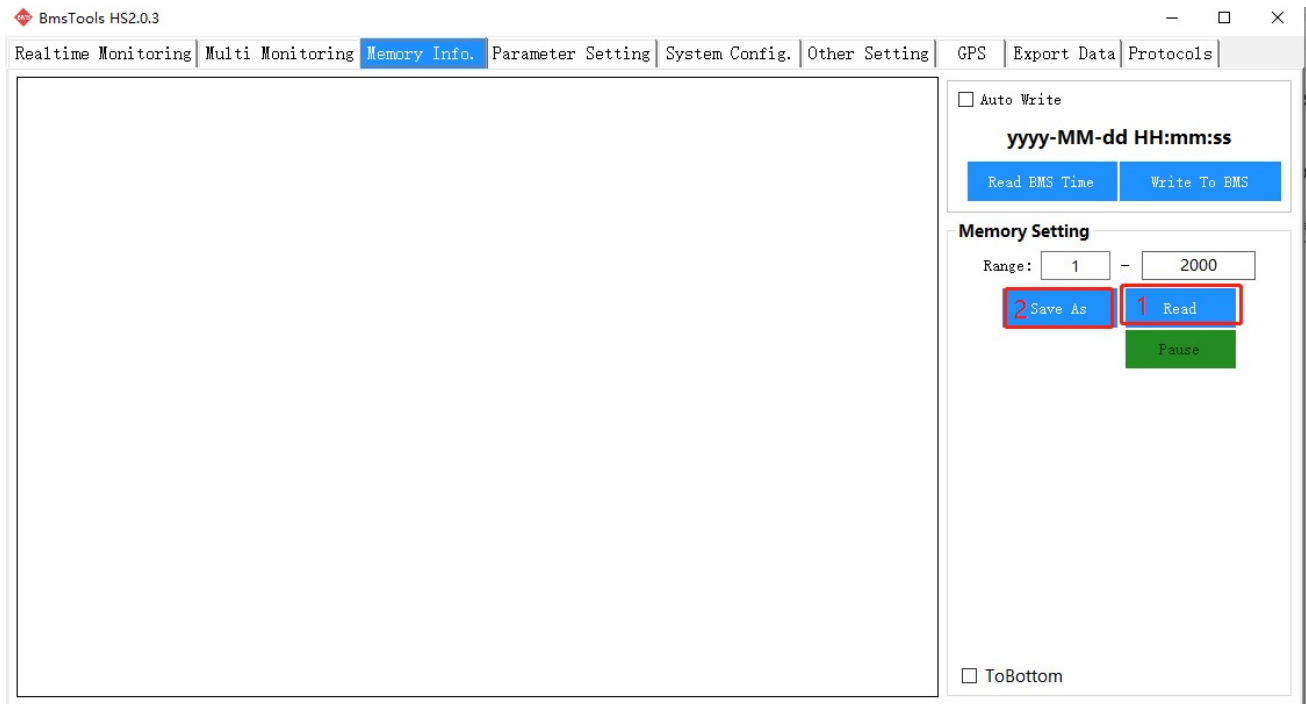 BmsTools HS2.0.3
Realtime Monitoring Multi Monitoring Memory Info. Parameter Setting System Config. Other Setting GPS Export Data Protocols
Auto Write
yyyy-MM-dd HH:mm:ss
Read BMS Time Write To BMS
Memory Setting
Range: 1 - 2000
2 Save As 1 Read
Pause
ToBottom